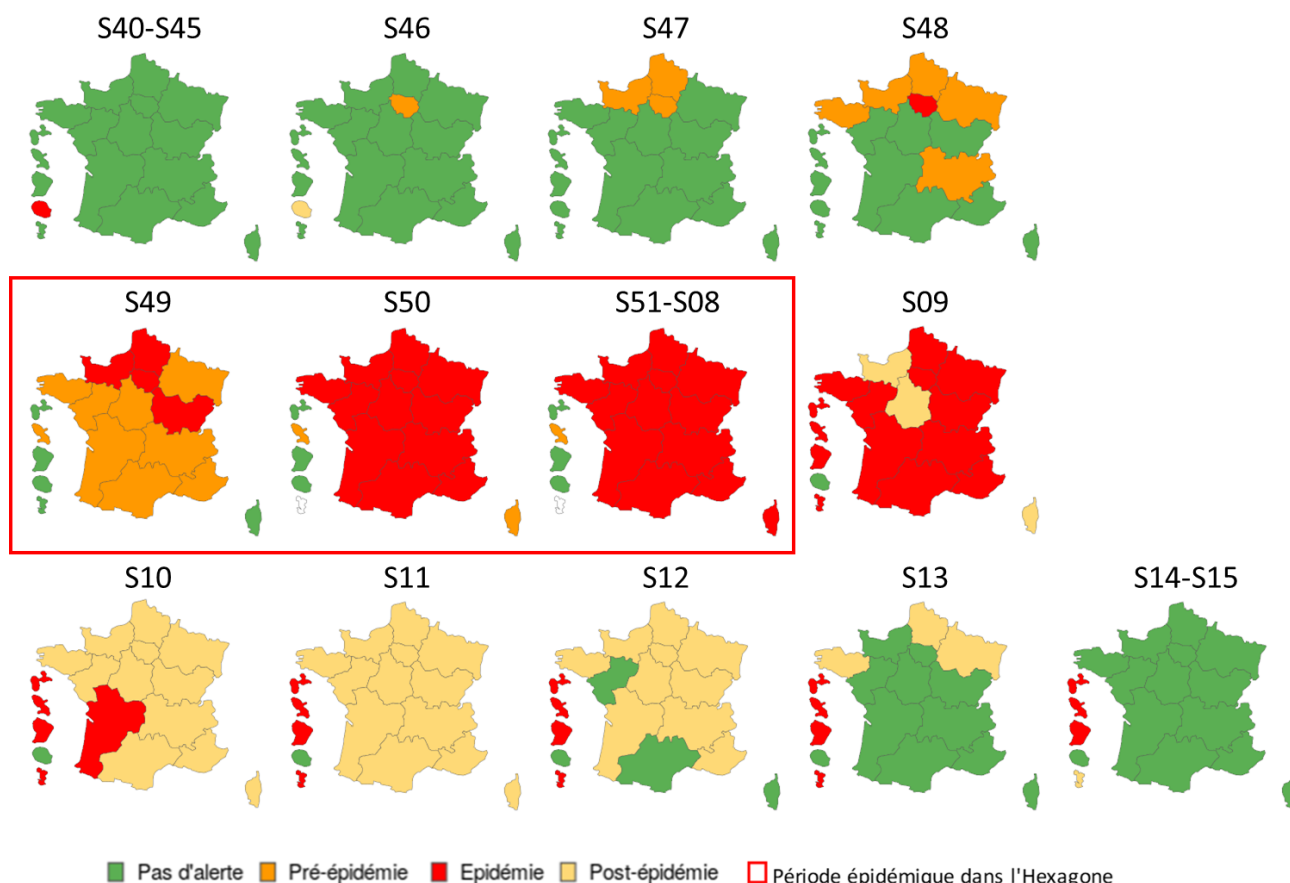 S40-S45 S46 S47 S48
S49 S50 S51-S08 S09
S10 S11 S12 S13 S14-S15
Pas d'alerte Pré-épidémie Epidémie Post-épidémie Période épidémique dans l'Hexagone